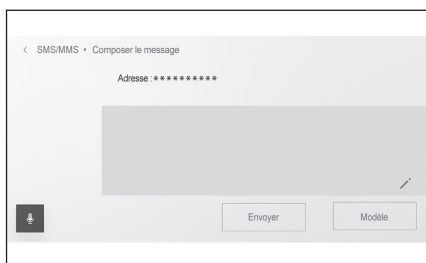 < SMS/MMS • Composer le message
Adresse : **********
Envoyer
Modèle